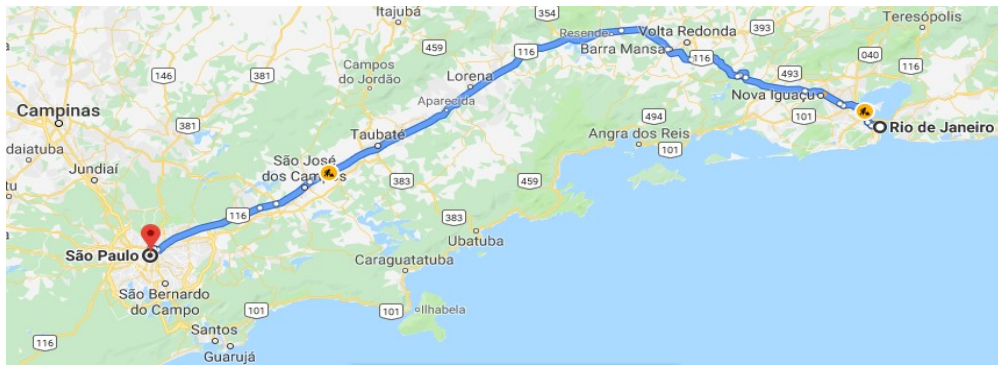 Itajubá
354
Teresópolis
Resende
Volta Redonda
393
459
116
Barra Mansa
040
116
146
381
Campos
do Jordão
Lorena
116
493
Campinas
Aparecida
Nova Iguaçu
381
494
101
Rio de Janeiro
daiatuba
Taubaté
Angra dos Reis
101
101
Jundiaí
São José
dos Campos
383
459
tu
116
383
Ubatuba
São Paulo
Caraguatatuba
São Bernardo
do Campo
101
101
Ilhabela
Santos
116
Guarujá